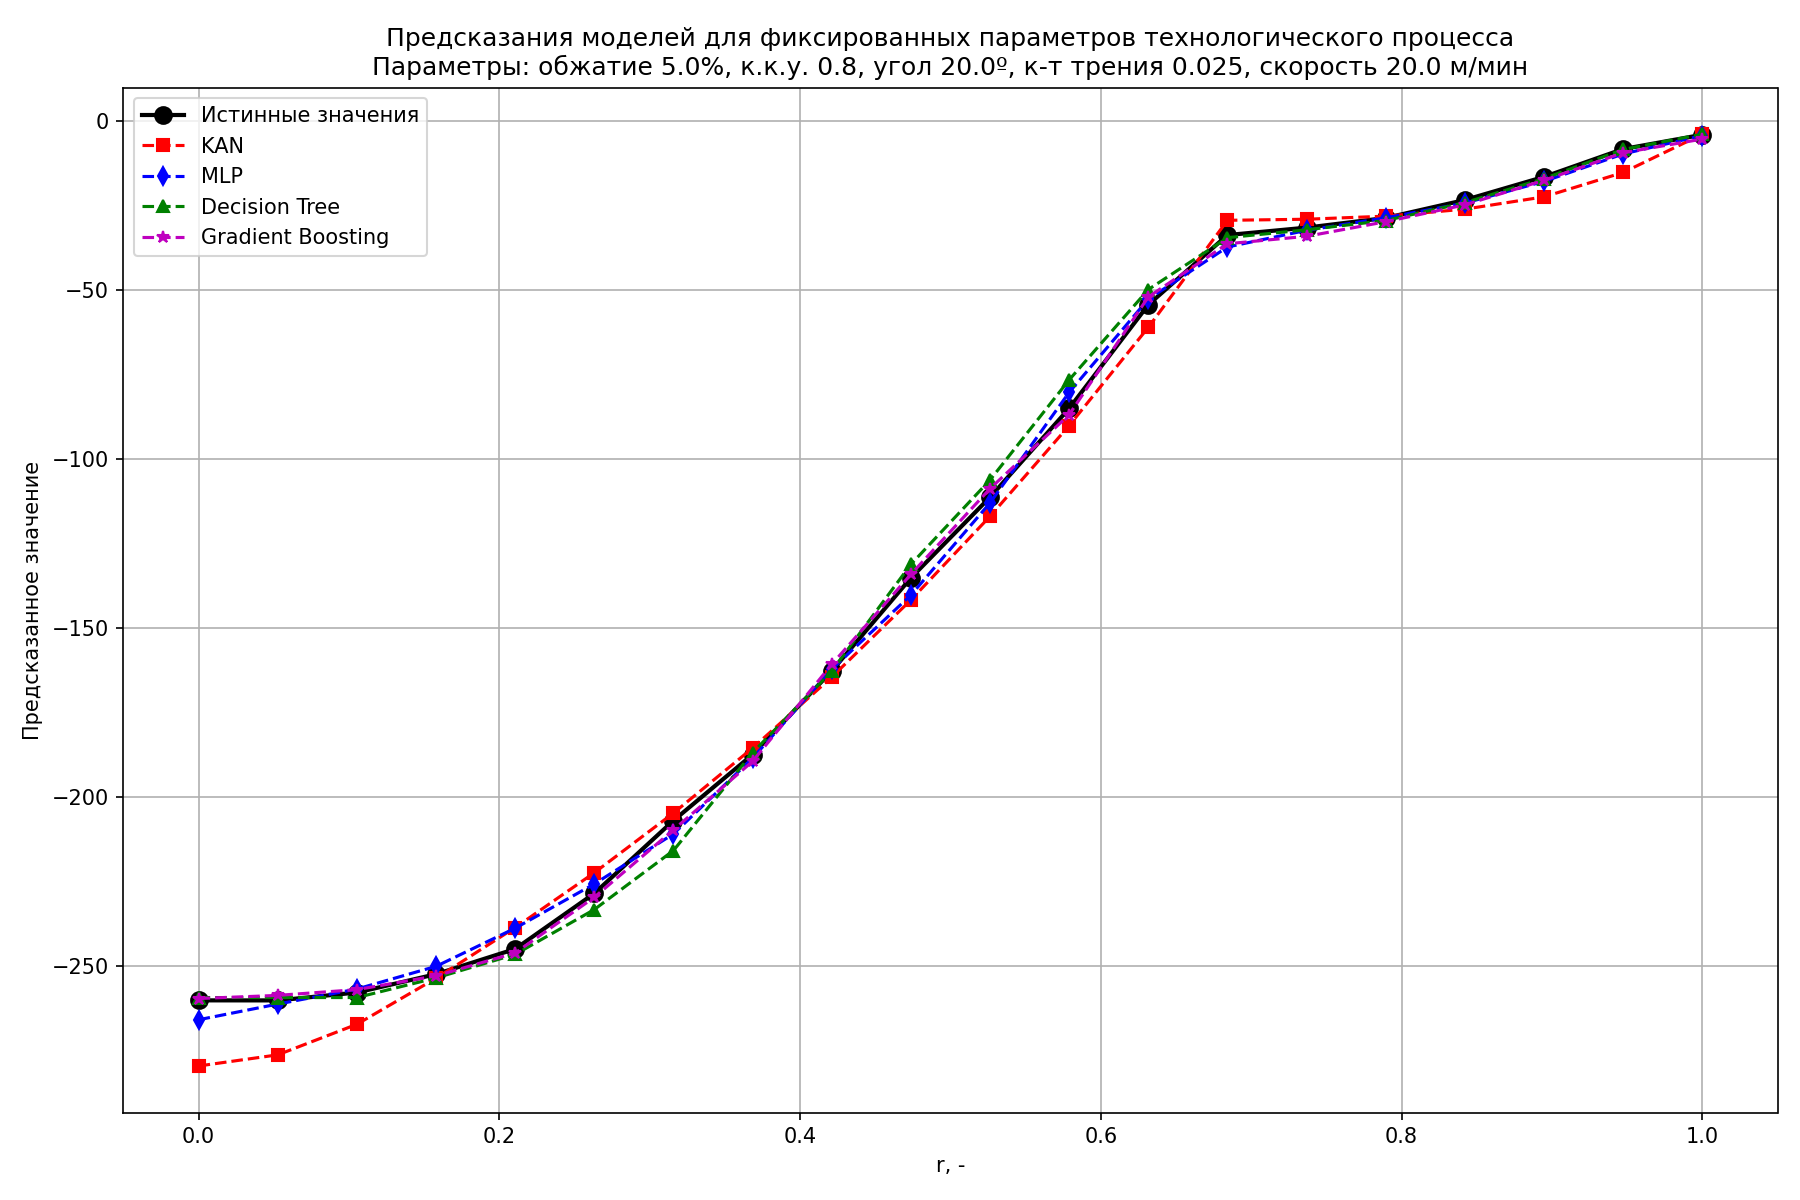 Предсказания моделей для фиксированных параметров технологического процесса
Параметры: обжатие 5.0%, к.к.у. 0.8, угол 20.0º, к-т трения 0.025, скорость 20.0 м/мин
Истинные значения
KAN
MLP
Decision Tree
Gradient Boosting
0
−50
−100
−150
−200
−250
Предсказанное значение
0.0
0.2
0.4
0.6
0.8
1.0
r, -